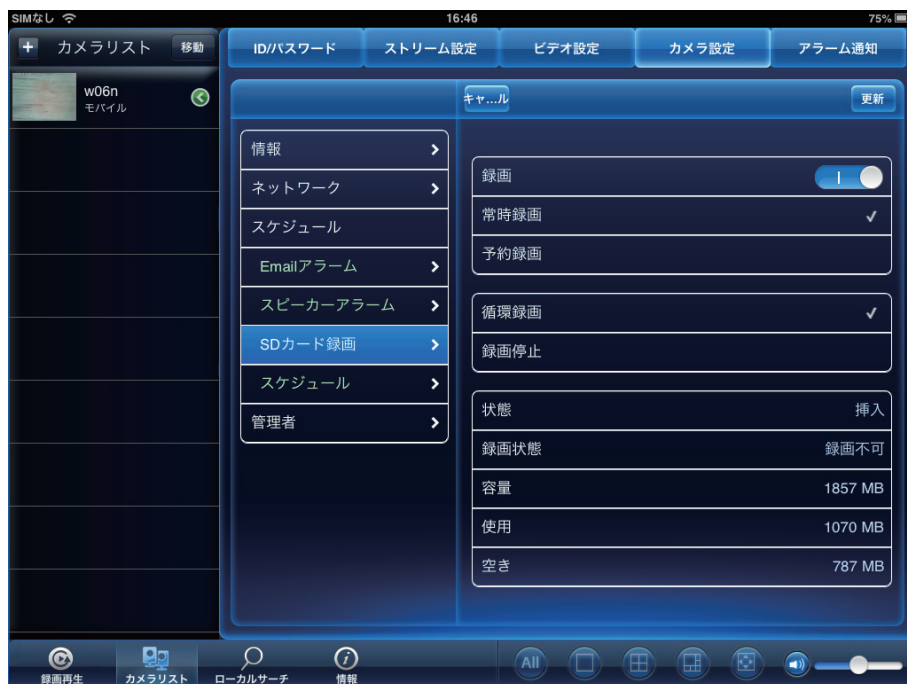 SIMなし 16:46 75%
カメラリスト 移動
ID/パスワード ストリーム設定 ビデオ設定 カメラ設定 アラーム通知
w06n
モバイル
キャ...ル 更新
情報
ネットワーク
スケジュール
Emailアラーム
スピーカーアラーム
SDカード録画
スケジュール
管理者
録画
常時録画
予約録画
循環録画
録画停止
状態 挿入
録画状態 録画不可
容量 1857 MB
使用 1070 MB
空き 787 MB
録画再生 カメラリスト ローカルサーチ 情報 All